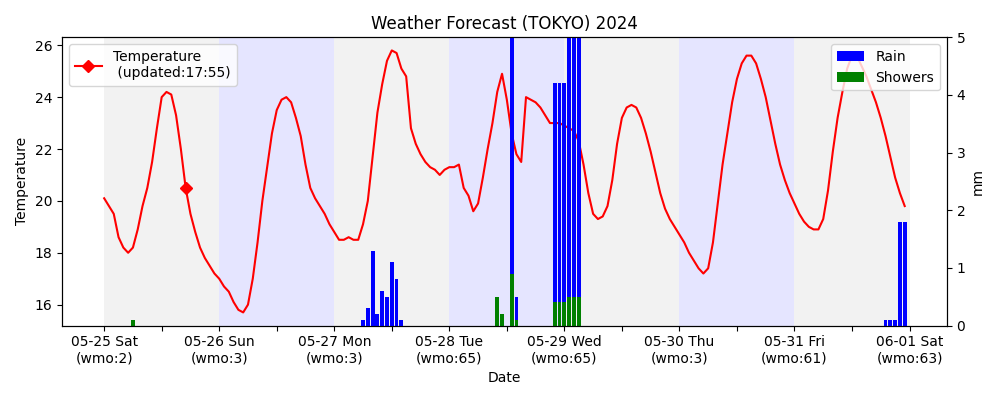 Weather Forecast (TOKYO) 2024
Temperature
(updated:17:55)
Rain
Showers
Temperature
26
24
22
20
18
16
5
4
3
2
1
0
mm
05-25 Sat
(wmo:2)
05-26 Sun
(wmo:3)
05-27 Mon
(wmo:3)
05-28 Tue
(wmo:65)
05-29 Wed
(wmo:65)
05-30 Thu
(wmo:3)
05-31 Fri
(wmo:61)
06-01 Sat
(wmo:63)
Date